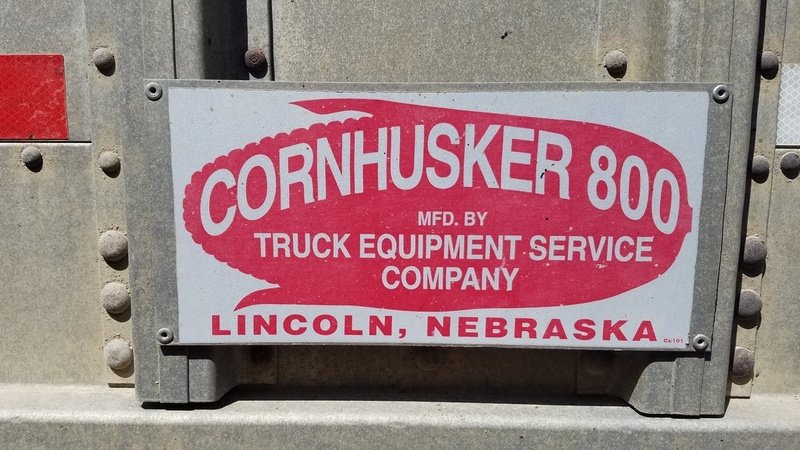 CORNHUSKER 800
MFD. BY
TRUCK EQUIPMENT SERVICE
COMPANY
LINCOLN, NEBRASKA